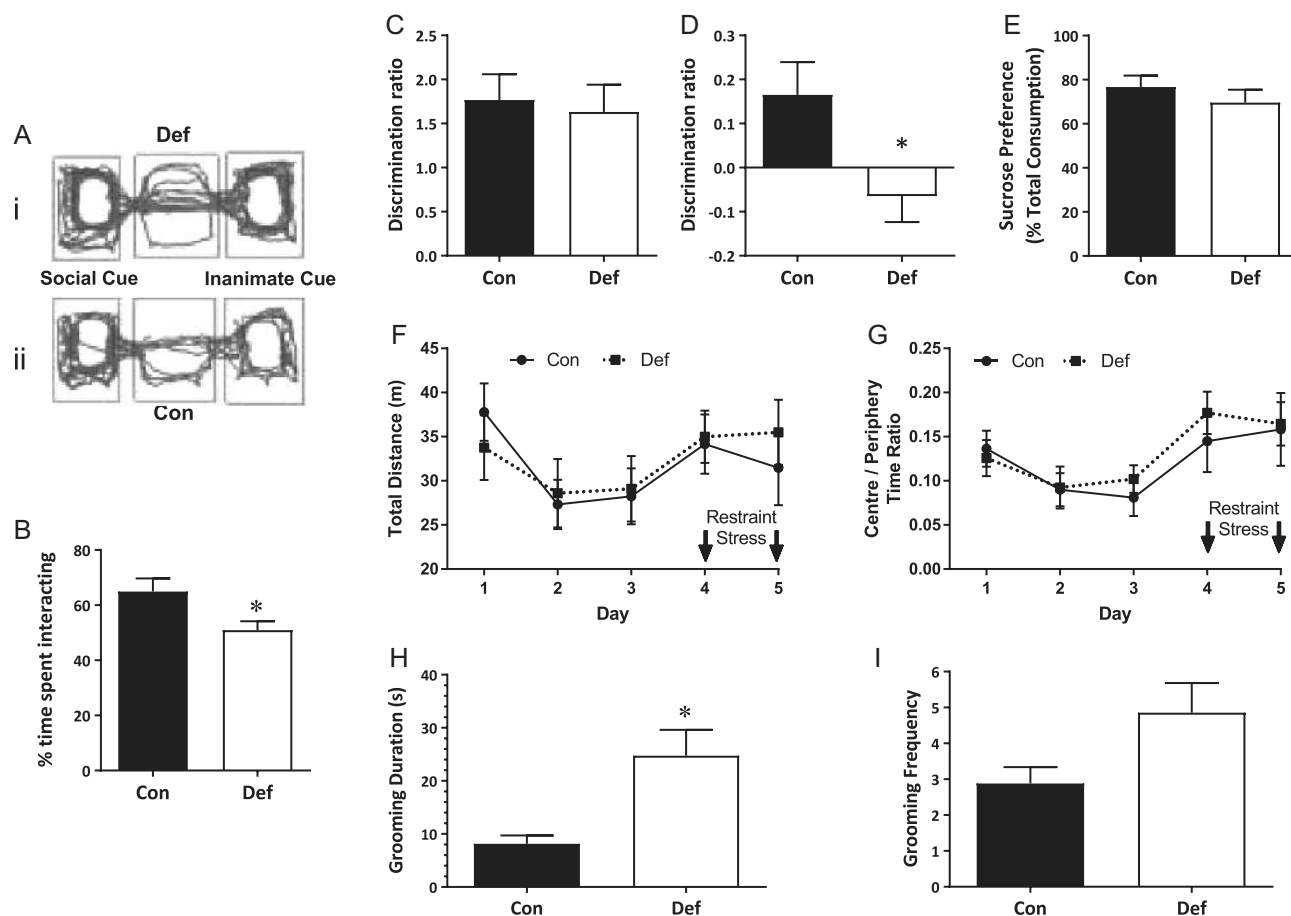 A
Def
i
Social Cue
Inanimate Cue
ii
Con
B
% time spent interacting
80
60
40
20
0
Con
Def
*
C
Discrimination ratio
2.5
2.0
1.5
1.0
0.5
0.0
Con
Def
D
Discrimination ratio
0.3
0.2
0.1
0.0
-0.1
-0.2
*
Con
Def
E
Sucrose Preference
(% Total Consumption)
100
80
60
40
20
0
Con
Def
F
Total Distance (m)
45
40
35
30
25
20
Con
Def
Restraint
Stress
1 2 3 4 5
Day
G
Centre / Periphery
Time Ratio
0.25
0.20
0.15
0.10
0.05
0.00
Con
Def
Restraint
Stress
1 2 3 4 5
Day
H
Grooming Duration (s)
40
30
20
10
0
*
Con
Def
I
Grooming Frequency
6
5
4
3
2
1
0
Con
Def